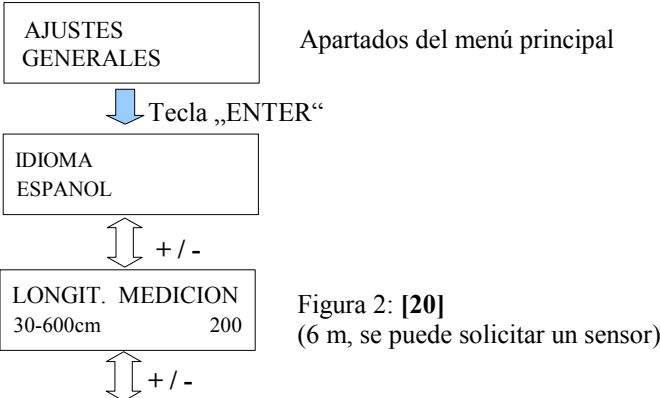 AJUSTES
GENERALES
Apartados del menú principal
Tecla „ENTER“
IDIOMA
ESPANOL
+ / -
LONGIT. MEDICION
30-600cm 200
Figura 2: [20]
(6 m, se puede solicitar un sensor)
+ / -